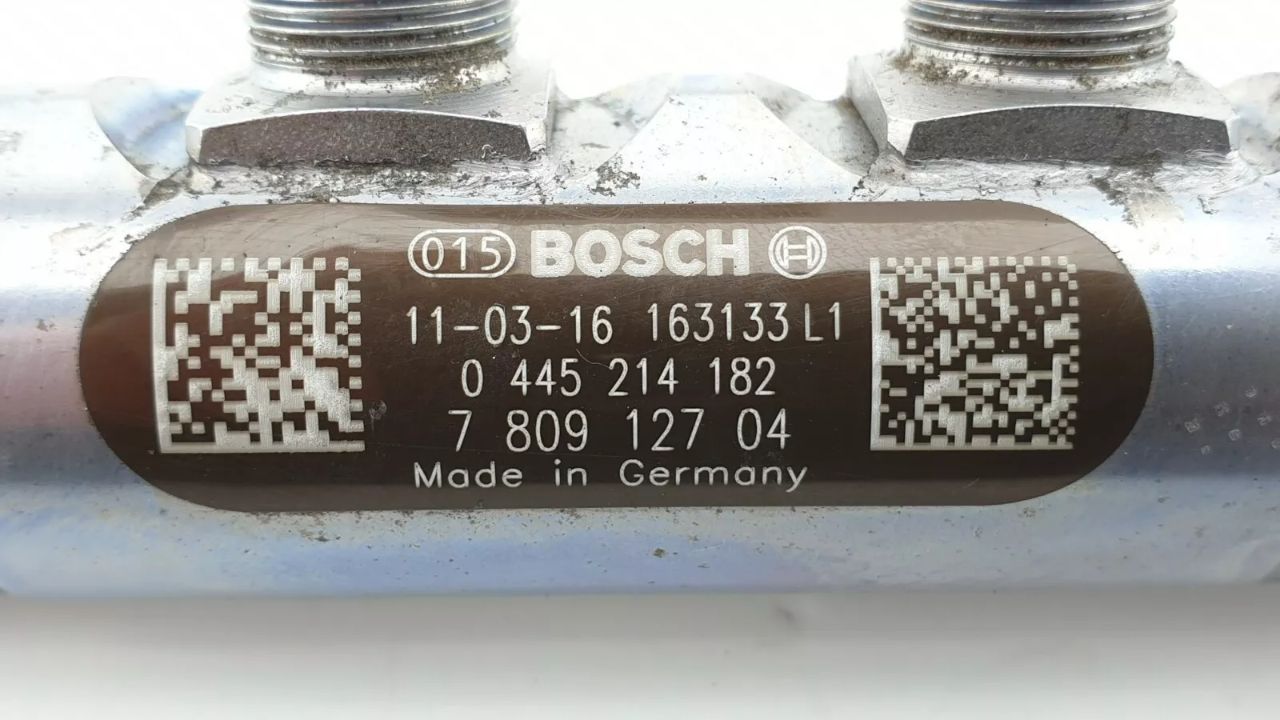 015 BOSCH
11-03-16 163133 L1
0 445 214 182
7 809 127 04
Made in Germany